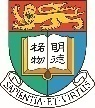 明德
格物
SAPIENTIA ET VIRTUS